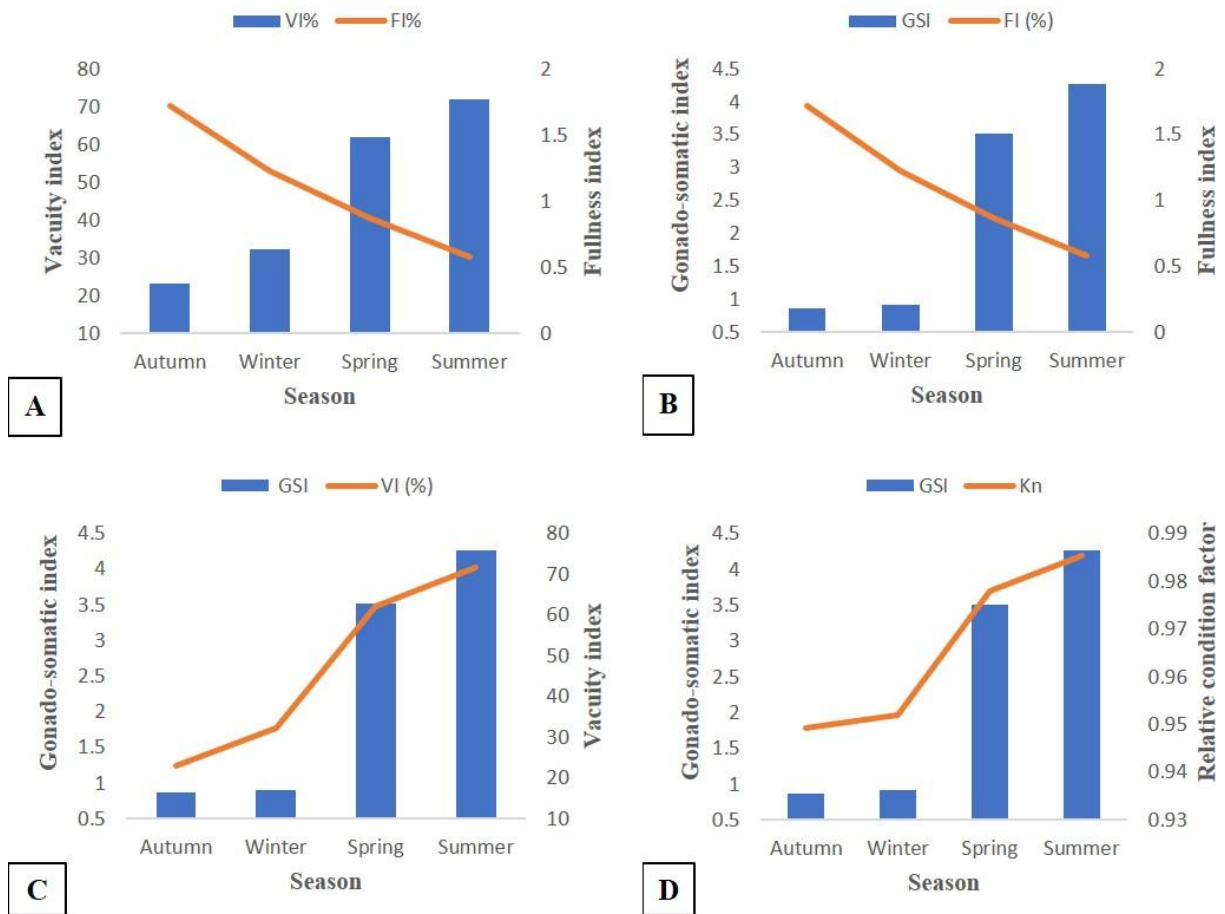 VI% FI%
Vacuity index
80
70
60
50
40
30
20
10
2
1.5
1
0.5
0
Fullness index
Autumn Winter Spring Summer
Season
A
GSI FI (%)
Gonado-somatic index
4.5
4
3.5
3
2.5
2
1.5
1
0.5
2
1.5
1
0.5
0
Fullness index
Autumn Winter Spring Summer
Season
B
GSI VI (%)
Gonado-somatic index
4.5
4
3.5
3
2.5
2
1.5
1
0.5
80
70
60
50
40
30
20
10
Vacuity index
Autumn Winter Spring Summer
Season
C
GSI Kn
Gonado-somatic index
4.5
4
3.5
3
2.5
2
1.5
1
0.5
0.99
0.98
0.97
0.96
0.95
0.94
0.93
Relative condition factor
Autumn Winter Spring Summer
Season
D